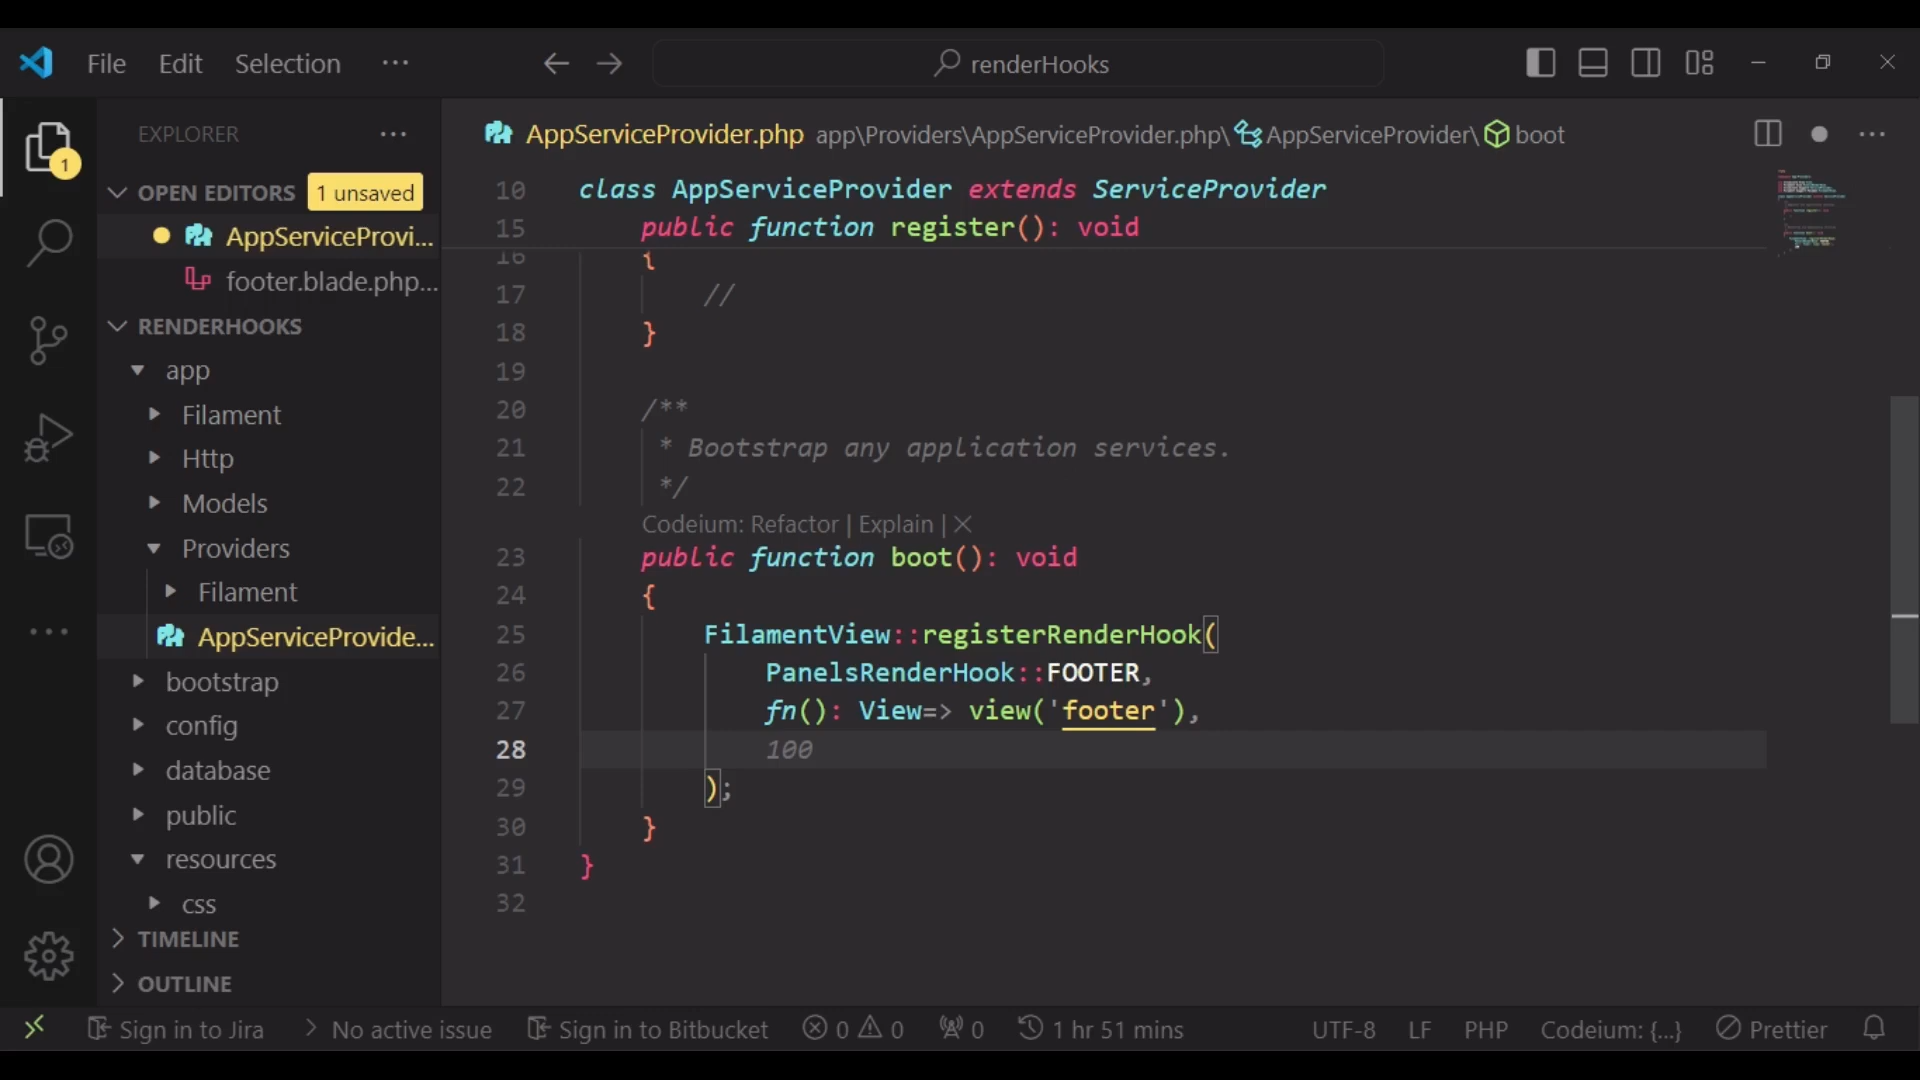 File Edit Selection ···
renderHooks
EXPLORER ···
OPEN EDITORS 1 unsaved
AppServiceProvi...
footer.blade.php...
RENDERHOOKS
app
Filament
Http
Models
Providers
Filament
AppServiceProvide...
bootstrap
config
database
public
resources
css
TIMELINE
OUTLINE
1
AppServiceProvider.php app\Providers\AppServiceProvider.php\AppServiceProvider\boot
10 class AppServiceProvider extends ServiceProvider
15 public function register(): void
16 {
17 //
18 }
19
20 /**
21 * Bootstrap any application services.
22 */
Codeium: Refactor | Explain | ×
23 public function boot(): void
24 {
25 FilamentView::registerRenderHook(
26 PanelsRenderHook::FOOTER,
27 fn(): View=> view('footer'),
28 100
29 );
30 }
31 }
32
Sign in to Jira > No active issue Sign in to Bitbucket 0 0 0 1 hr 51 mins UTF-8 LF PHP Codeium: {...} Prettier